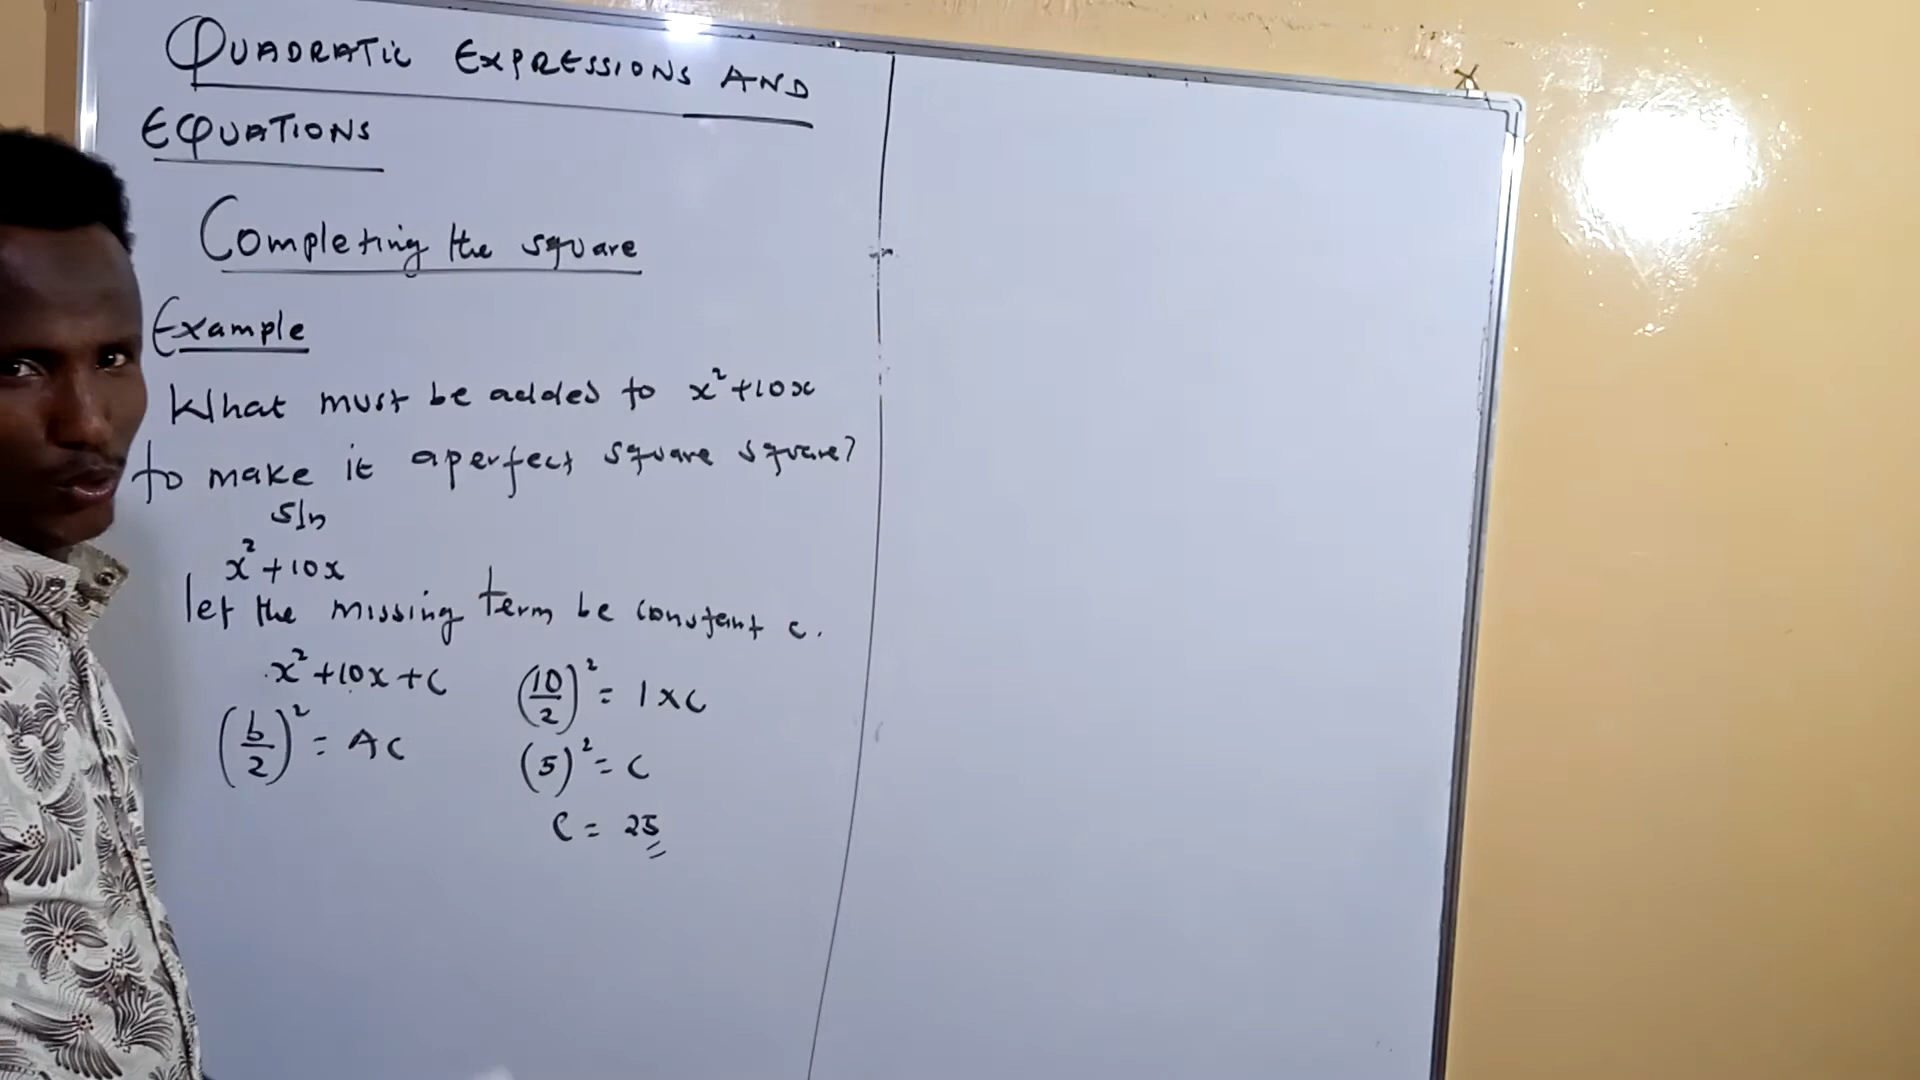 QUADRATIC EXPRESSIONS AND
EQUATIONS
Completing the square
Example
What must be added to x²+10x
to make it a perfect square square?
Sln
x²+10x
let the missing term be constant c.
x²+10x+C
(b/2)² = AC
(10/2)² = 1×C
(5)² = C
C = 25